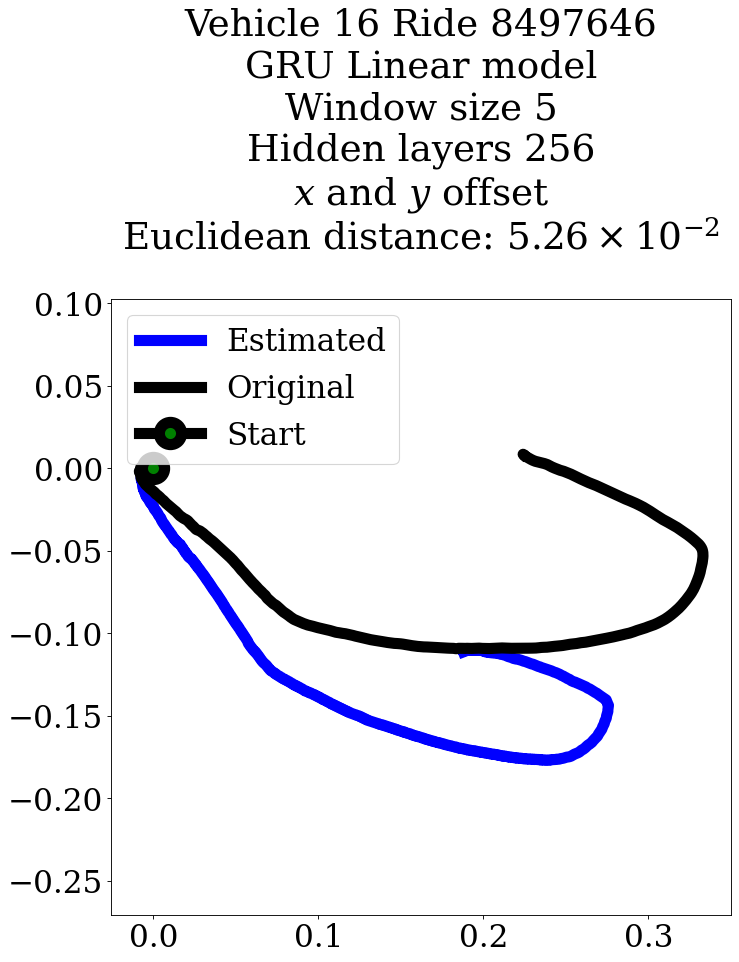 Vehicle 16 Ride 8497646
GRU Linear model
Window size 5
Hidden layers 256
x and y offset
Euclidean distance: 5.26 × 10⁻²
Estimated
Original
Start
0.10
0.05
0.00
−0.05
−0.10
−0.15
−0.20
−0.25
0.0 0.1 0.2 0.3